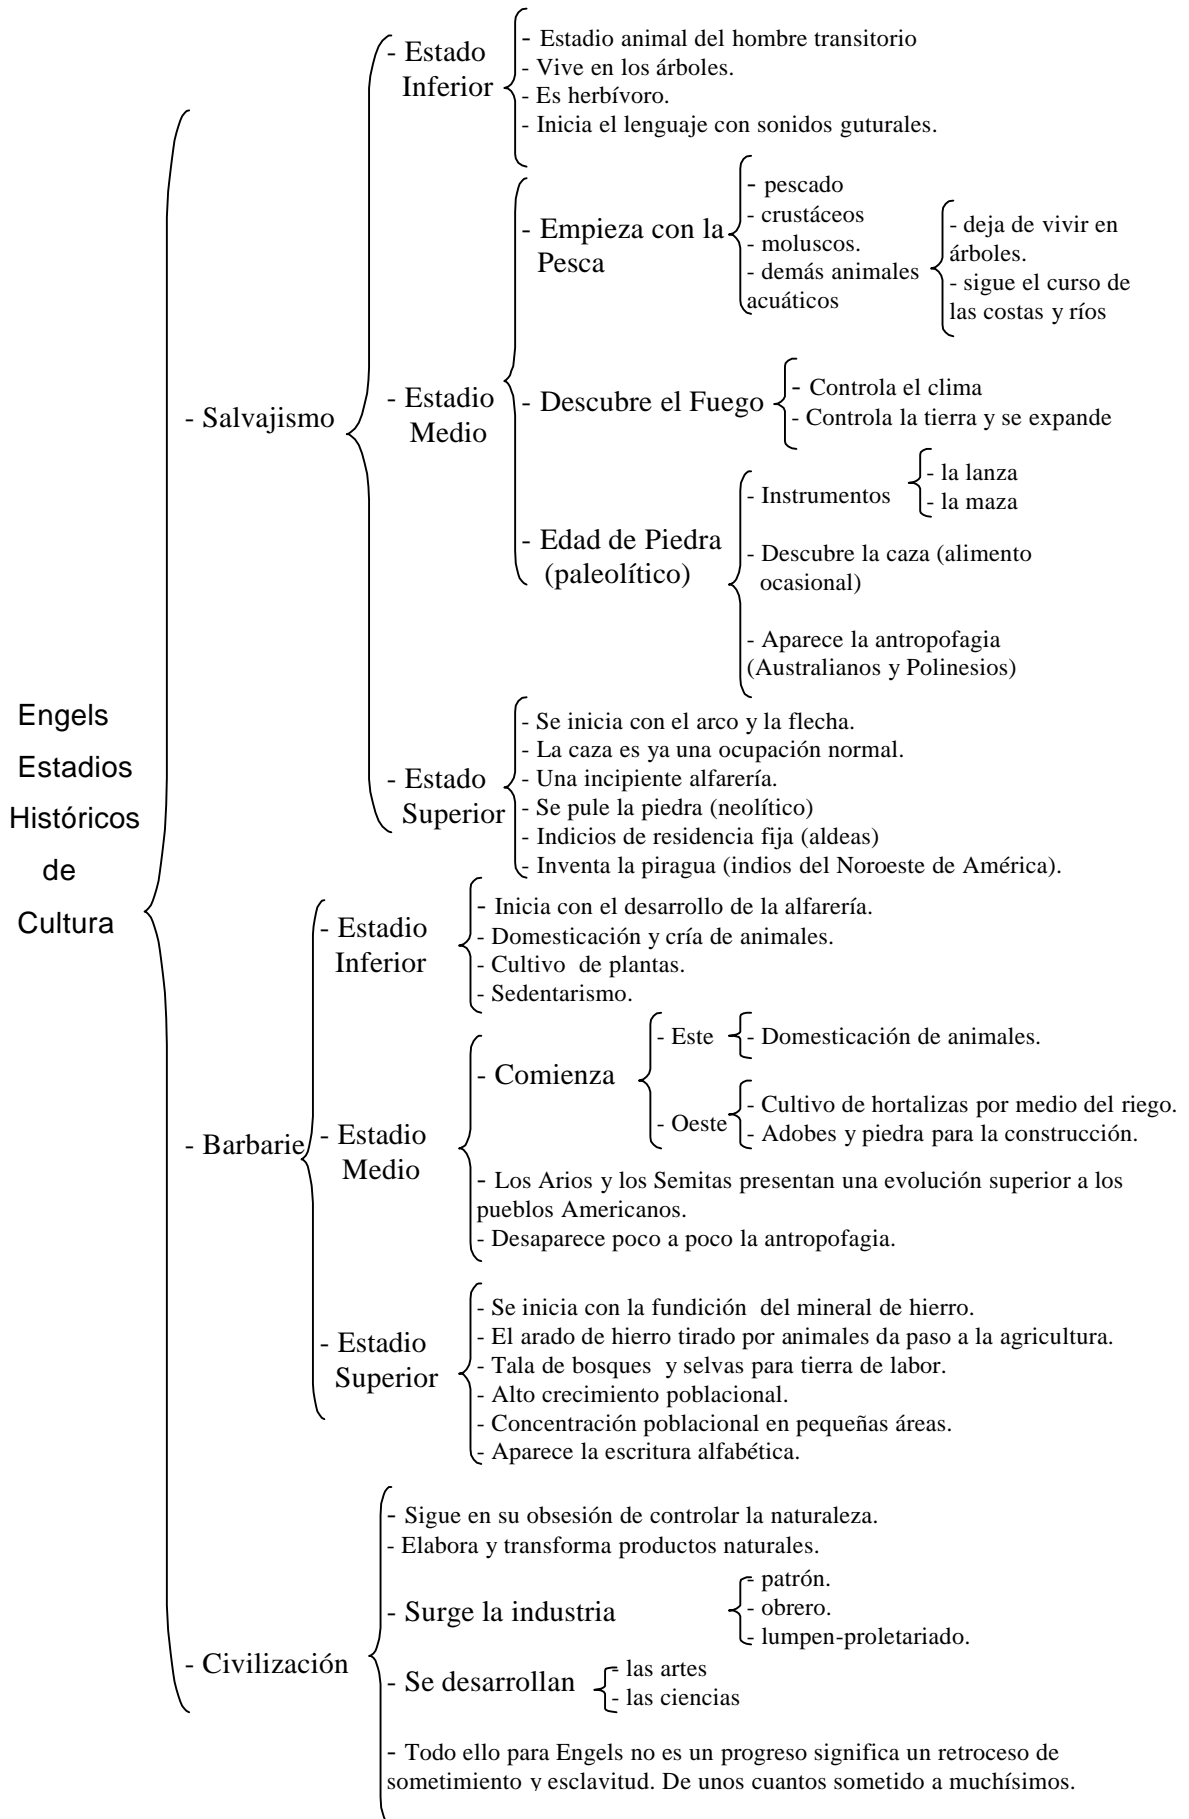 Engels
Estadios
Históricos
de
Cultura
- Salvajismo
- Estado
Inferior
- Estadio animal del hombre transitorio
- Vive en los árboles.
- Es herbívoro.
- Inicia el lenguaje con sonidos guturales.
- Estadio
Medio
- Empieza con la
Pesca
- pescado
- crustáceos
- moluscos.
- demás animales
acuáticos
- deja de vivir en
árboles.
- sigue el curso de
las costas y ríos
- Descubre el Fuego
- Controla el clima
- Controla la tierra y se expande
- Edad de Piedra
(paleolítico)
- Instrumentos
- la lanza
- la maza
- Descubre la caza (alimento
ocasional)
- Aparece la antropofagia
(Australianos y Polinesios)
- Estado
Superior
- Se inicia con el arco y la flecha.
- La caza es ya una ocupación normal.
- Una incipiente alfarería.
- Se pule la piedra (neolítico)
- Indicios de residencia fija (aldeas)
- Inventa la piragua (indios del Noroeste de América).
- Barbarie
- Estadio
Inferior
- Inicia con el desarrollo de la alfarería.
- Domesticación y cría de animales.
- Cultivo de plantas.
- Sedentarismo.
- Estadio
Medio
- Comienza
- Este
- Domesticación de animales.
- Oeste
- Cultivo de hortalizas por medio del riego.
- Adobes y piedra para la construcción.
- Los Arios y los Semitas presentan una evolución superior a los
pueblos Americanos.
- Desaparece poco a poco la antropofagia.
- Estadio
Superior
- Se inicia con la fundición del mineral de hierro.
- El arado de hierro tirado por animales da paso a la agricultura.
- Tala de bosques y selvas para tierra de labor.
- Alto crecimiento poblacional.
- Concentración poblacional en pequeñas áreas.
- Aparece la escritura alfabética.
- Civilización
- Sigue en su obsesión de controlar la naturaleza.
- Elabora y transforma productos naturales.
- Surge la industria
- patrón.
- obrero.
- lumpen-proletariado.
- Se desarrollan
- las artes
- las ciencias
- Todo ello para Engels no es un progreso significa un retroceso de
sometimiento y esclavitud. De unos cuantos sometido a muchísimos.